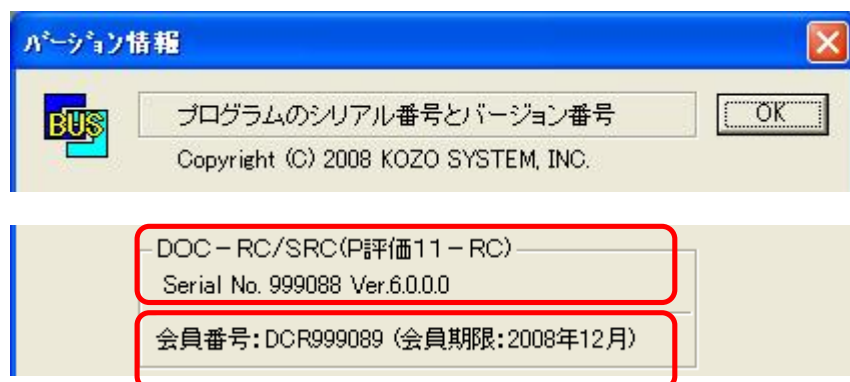 バージョン情報
BUS
プログラムのシリアル番号とバージョン番号
OK
Copyright (C) 2008 KOZO SYSTEM, INC.
DOC－RC/SRC(P評価11－RC)
Serial No. 999088 Ver.6.0.0.0
会員番号：DCR999089 (会員期限：2008年12月)